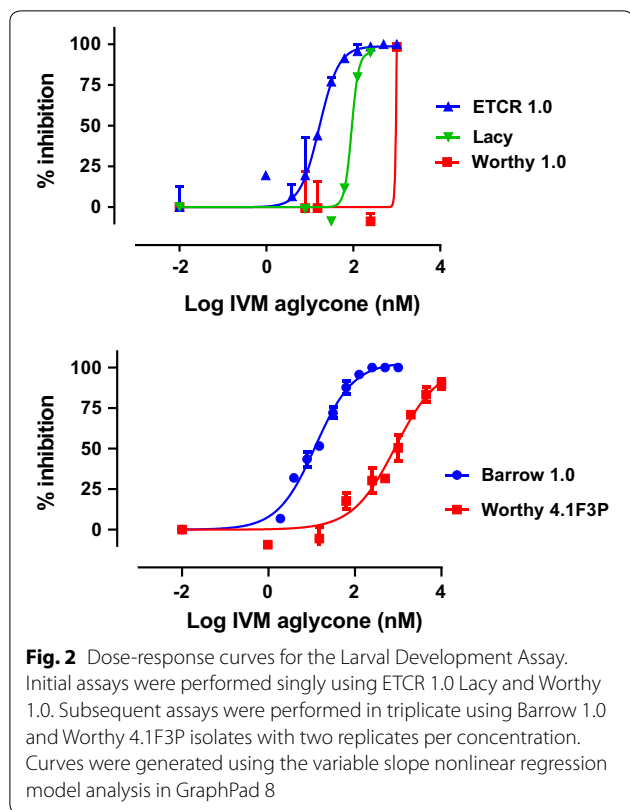 100
75
50
25
0
% inhibition
ETCR 1.0
Lacy
Worthy 1.0
-2 0 2 4
Log IVM aglycone (nM)
100
75
50
25
0
% inhibition
Barrow 1.0
Worthy 4.1F3P
-2 0 2 4
Log IVM aglycone (nM)
Fig. 2 Dose-response curves for the Larval Development Assay.
Initial assays were performed singly using ETCR 1.0 Lacy and Worthy
1.0. Subsequent assays were performed in triplicate using Barrow 1.0
and Worthy 4.1F3P isolates with two replicates per concentration.
Curves were generated using the variable slope nonlinear regression
model analysis in GraphPad 8